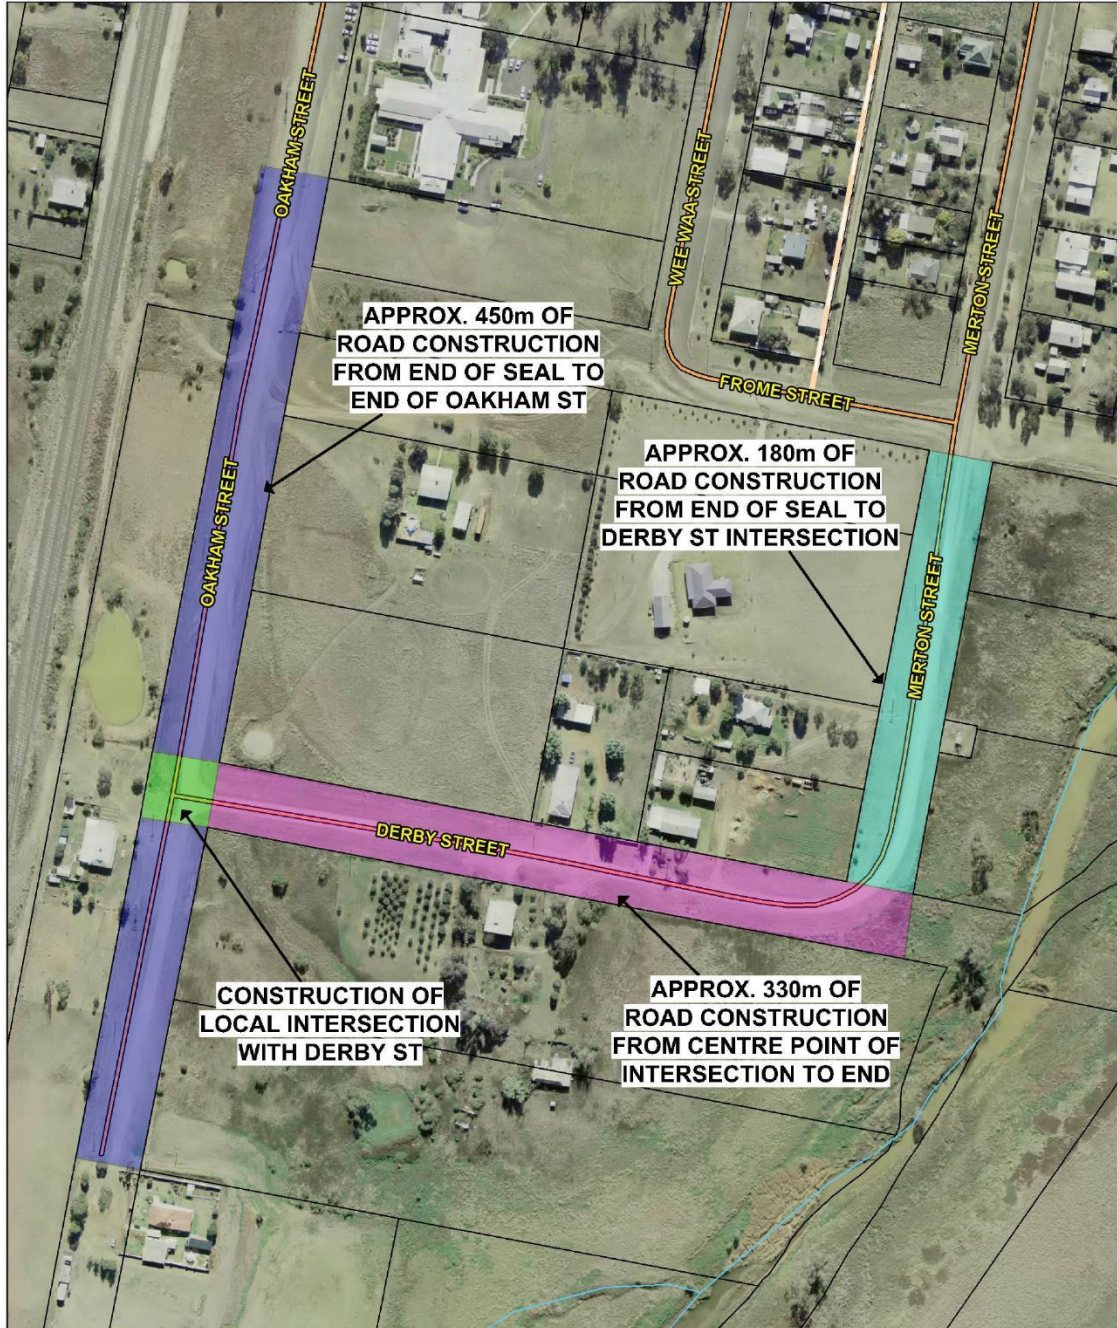 OAKHAM STREET
WEE WAA STREET
MERTON STREET
APPROX. 450m OF
ROAD CONSTRUCTION
FROM END OF SEAL TO
END OF OAKHAM ST
FROME STREET
APPROX. 180m OF
ROAD CONSTRUCTION
FROM END OF SEAL TO
DERBY ST INTERSECTION
OAKHAM STREET
MERTON STREET
DERBY STREET
CONSTRUCTION OF
LOCAL INTERSECTION
WITH DERBY ST
APPROX. 330m OF
ROAD CONSTRUCTION
FROM CENTRE POINT OF
INTERSECTION TO END